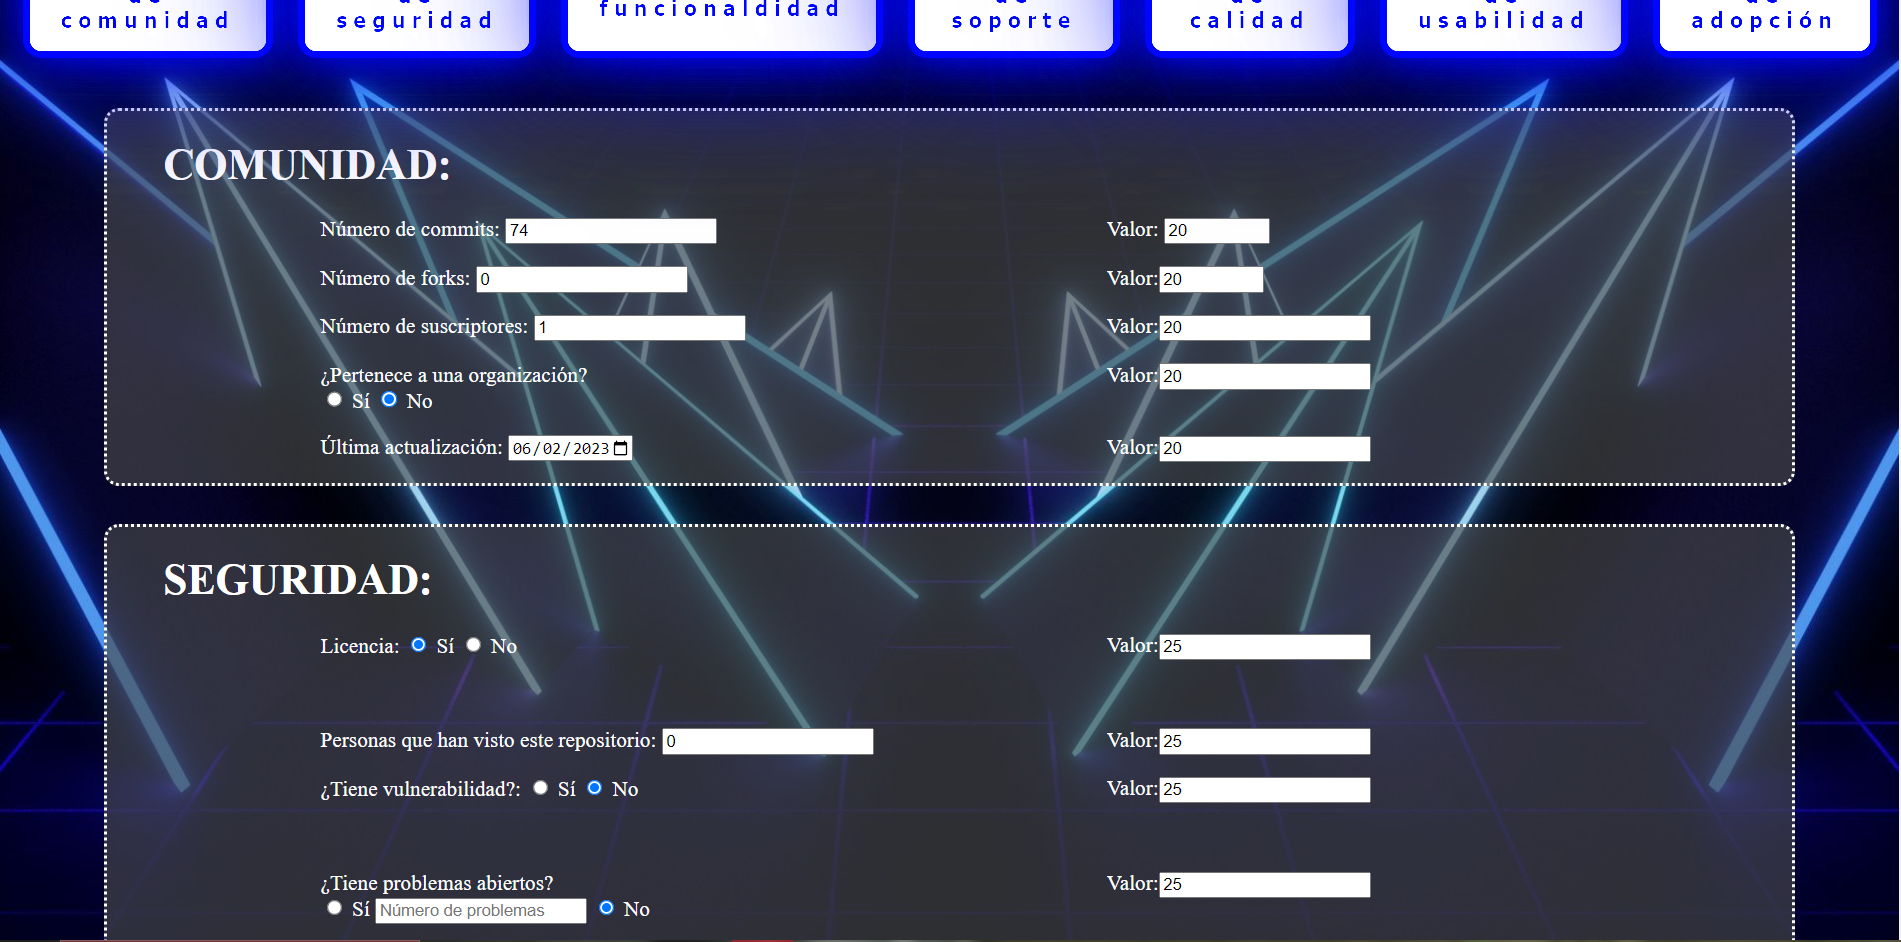 comunidad
seguridad
funcionaldidad
soporte
calidad
usabilidad
adopción
COMUNIDAD:
Número de commits: 74 Valor: 20
Número de forks: 0 Valor: 20
Número de suscriptores: 1 Valor: 20
¿Pertenece a una organización? Valor: 20
Sí No
Última actualización: 06/02/2023 Valor: 20
SEGURIDAD:
Licencia: Sí No Valor: 25
Personas que han visto este repositorio: 0 Valor: 25
¿Tiene vulnerabilidad?: Sí No Valor: 25
¿Tiene problemas abiertos? Valor: 25
Sí Número de problemas No